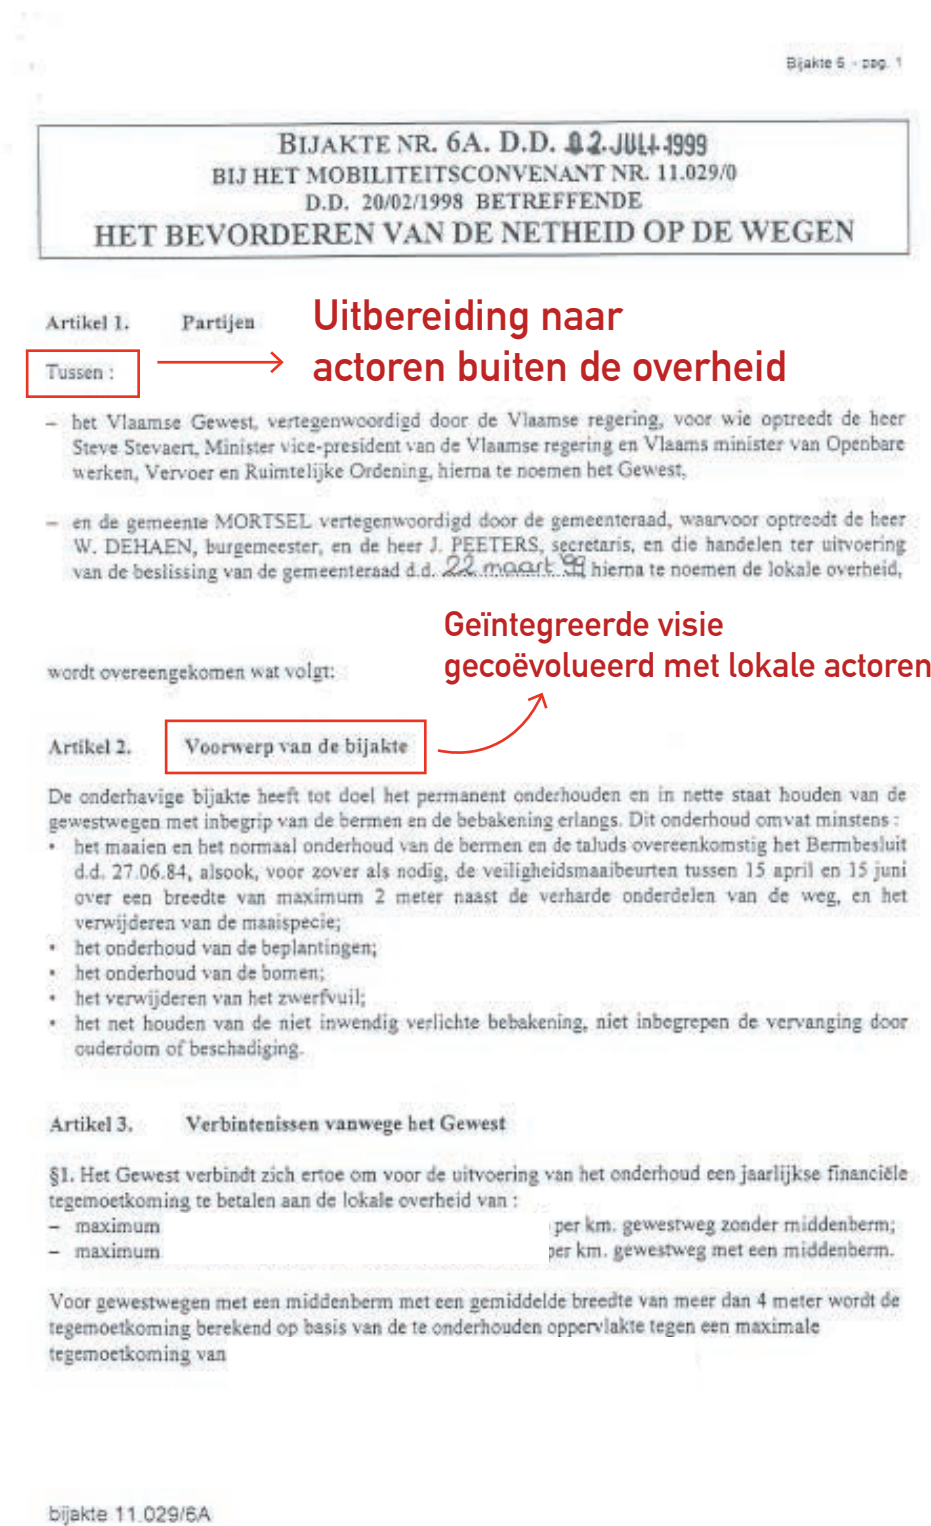 Bijakte 6 - pag. 1
BIJAKTE NR. 6A. D.D. 02. JULI 1999
BIJ HET MOBILITEITSCONVENANT NR. 11.029/0
D.D. 20/02/1998 BETREFFENDE
HET BEVORDEREN VAN DE NETHEID OP DE WEGEN
Artikel 1. Partijen
Uitbereiding naar
actoren buiten de overheid
Tussen :
– het Vlaamse Gewest, vertegenwoordigd door de Vlaamse regering, voor wie optreedt de heer
Steve Stevaert, Minister vice-president van de Vlaamse regering en Vlaams minister van Openbare
werken, Vervoer en Ruimtelijke Ordening, hierna te noemen het Gewest,
– en de gemeente MORTSEL vertegenwoordigd door de gemeenteraad, waarvoor optreedt de heer
W. DEHAEN, burgemeester, en de heer J. PEETERS, secretaris, en die handelen ter uitvoering
van de beslissing van de gemeenteraad d.d. 22 maart 99 hierna te noemen de lokale overheid,
Geïntegreerde visie
gecoëvolueerd met lokale actoren
wordt overeengekomen wat volgt:
Artikel 2. Voorwerp van de bijakte
De onderhavige bijakte heeft tot doel het permanent onderhouden en in nette staat houden van de
gewestwegen met inbegrip van de bermen en de bebakening erlangs. Dit onderhoud omvat minstens :
• het maaien en het normaal onderhoud van de bermen en de taluds overeenkomstig het Bermbesluit
d.d. 27.06.84, alsook, voor zover als nodig, de veiligheidsmaaibeurten tussen 15 april en 15 juni
over een breedte van maximum 2 meter naast de verharde onderdelen van de weg, en het
verwijderen van de maaispecie;
• het onderhoud van de beplantingen;
• het onderhoud van de bomen;
• het verwijderen van het zwerfvuil;
• het net houden van de niet inwendig verlichte bebakening, niet inbegrepen de vervanging door
ouderdom of beschadiging.
Artikel 3. Verbintenissen vanwege het Gewest
§1. Het Gewest verbindt zich ertoe om voor de uitvoering van het onderhoud een jaarlijkse financiële
tegemoetkoming te betalen aan de lokale overheid van :
– maximum per km. gewestweg zonder middenberm;
– maximum per km. gewestweg met een middenberm.
Voor gewestwegen met een middenberm met een gemiddelde breedte van meer dan 4 meter wordt de
tegemoetkoming berekend op basis van de te onderhouden oppervlakte tegen een maximale
tegemoetkoming van
bijakte 11.029/6A